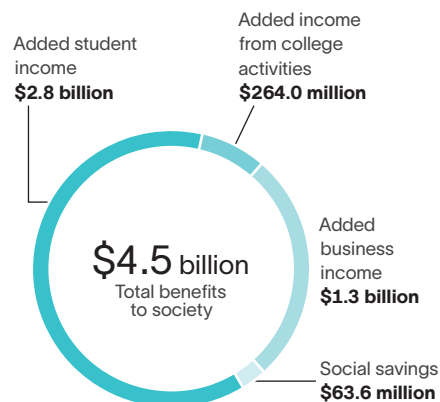 Added student
income
$2.8 billion
Added income
from college
activities
$264.0 million
$4.5 billion
Total benefits
to society
Added
business
income
$1.3 billion
Social savings
$63.6 million